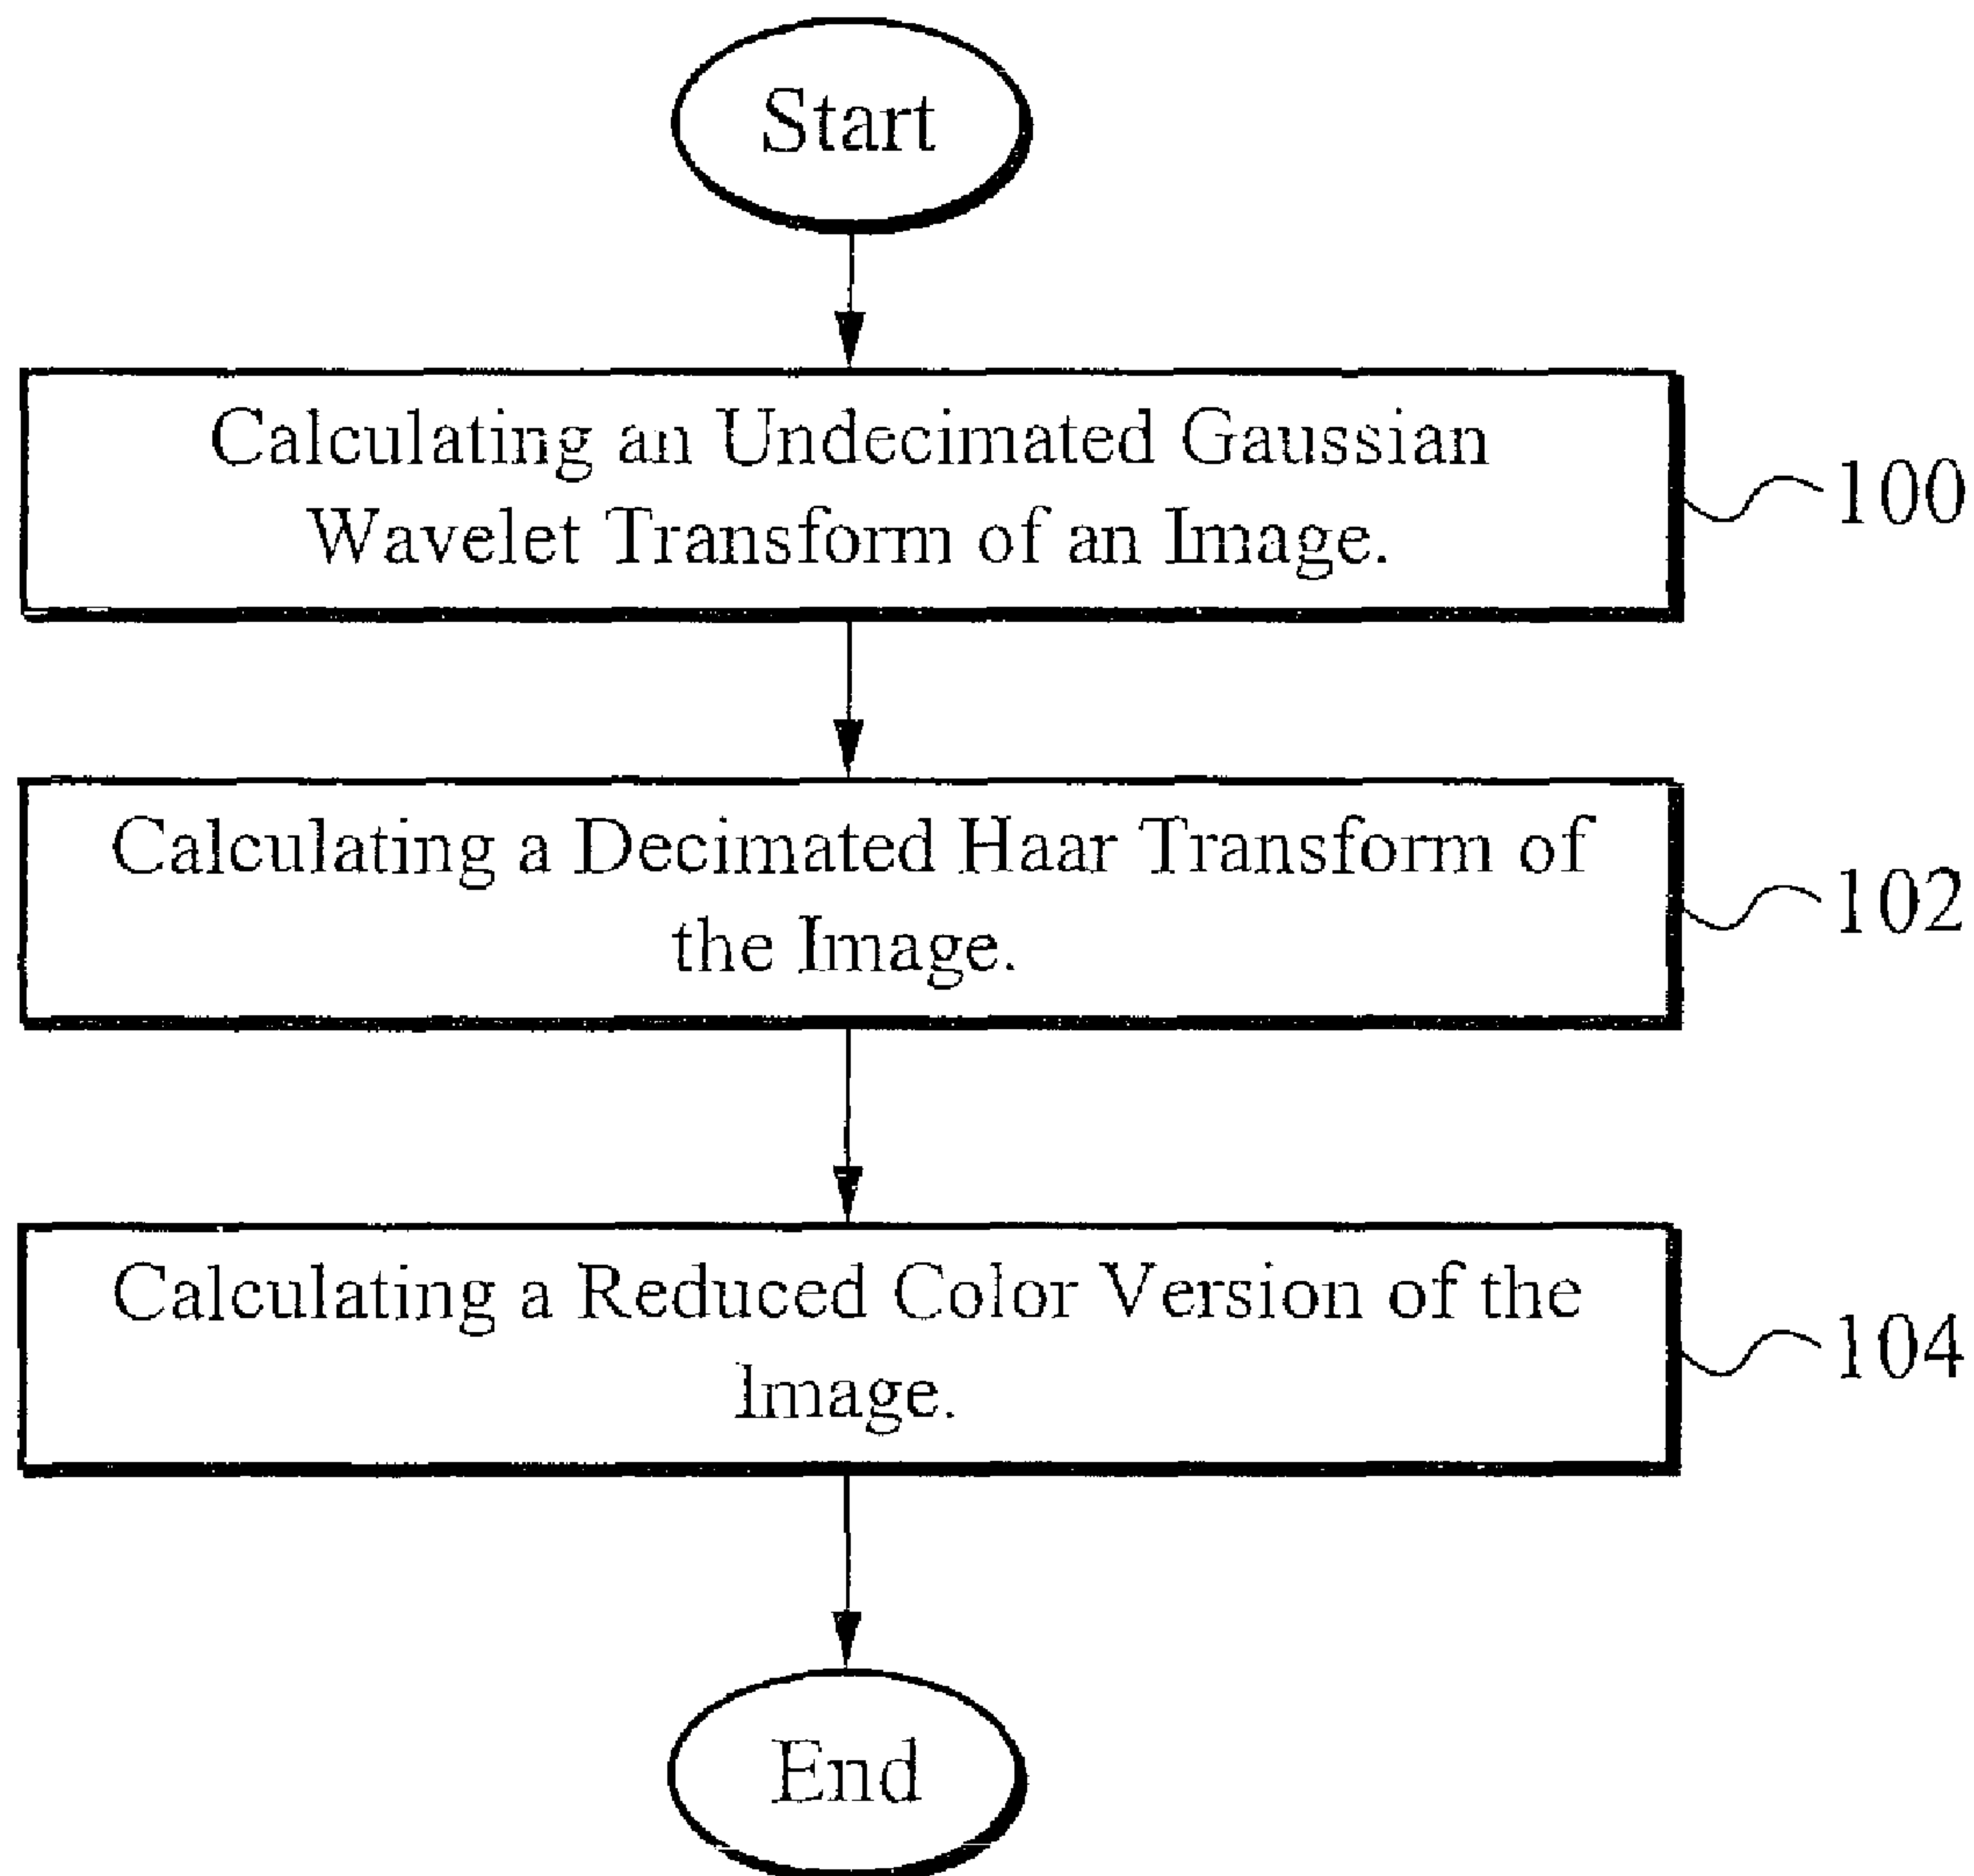 Start
Calculating an Undecimated Gaussian
Wavelet Transform of an Image.
100
Calculating a Decimated Haar Transform of
the Image.
102
Calculating a Reduced Color Version of the
Image.
104
End